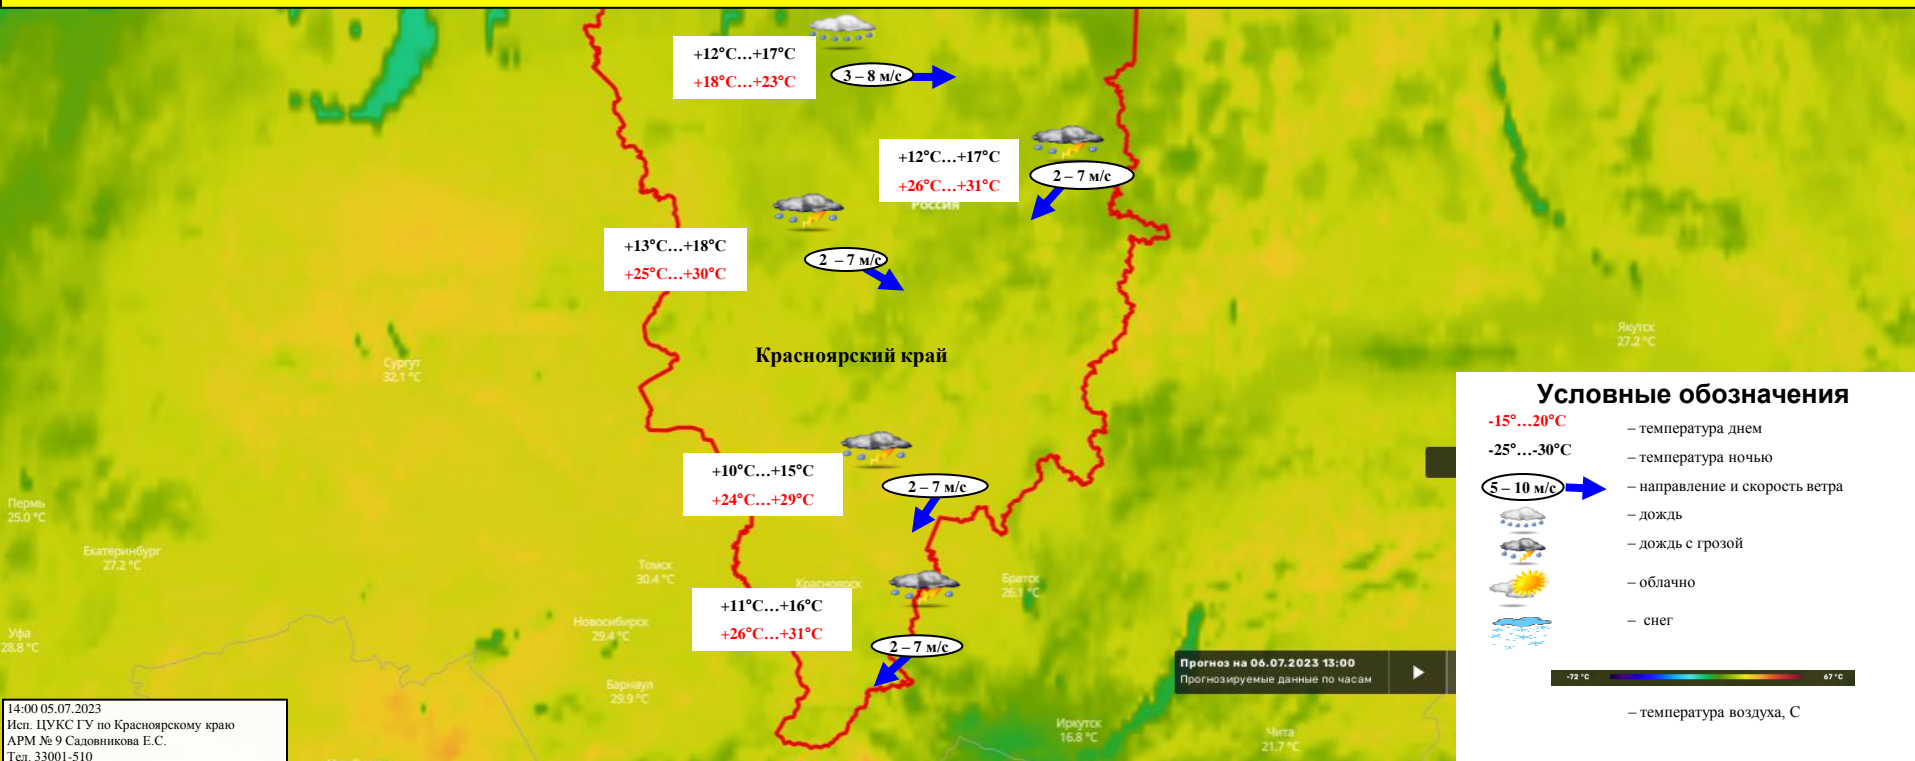 +12°C…+17°C
+18°C…+23°C
3 – 8 м/с
+12°C…+17°C
+26°C…+31°C
2 – 7 м/с
Россия
+13°C…+18°C
+25°C…+30°C
2 – 7 м/с
Красноярский край
Сургут
32.1 °C
Якутск
27.2 °C
+10°C…+15°C
+24°C…+29°C
2 – 7 м/с
Пермь
25.0 °C
Екатеринбург
27.2 °C
Томск
30.4 °C
Красноярск
Братск
26.1 °C
+11°C…+16°C
+26°C…+31°C
2 – 7 м/с
Новосибирск
29.4 °C
Уфа
28.8 °C
Барнаул
29.9 °C
Иркутск
16.8 °C
Чита
21.7 °C
Прогноз на 06.07.2023 13:00
Прогнозируемые данные по часам
Условные обозначения
-15°…20°C – температура днем
-25°…-30°C – температура ночью
5 – 10 м/с – направление и скорость ветра
– дождь
– дождь с грозой
– облачно
– снег
-72 °C 67 °C
– температура воздуха, С
14:00 05.07.2023
Исп. ЦУКС ГУ по Красноярскому краю
АРМ № 9 Садовникова Е.С.
Тел. 33001-510